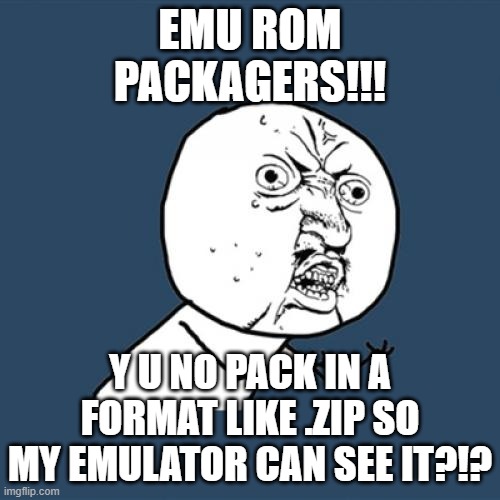 EMU ROM
PACKAGERS!!!
Y U NO PACK IN A
FORMAT LIKE .ZIP SO
MY EMULATOR CAN SEE IT?!?
imgflip.com